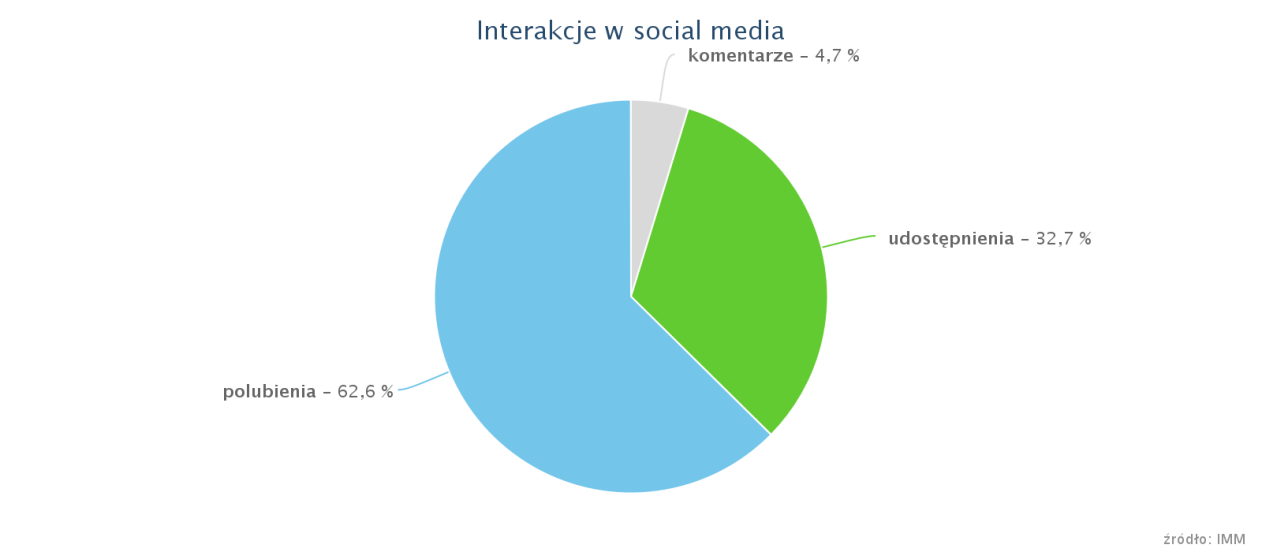 Interakcje w social media
komentarze – 4,7 %
udostępnienia – 32,7 %
polubienia – 62,6 %
źródło: IMM